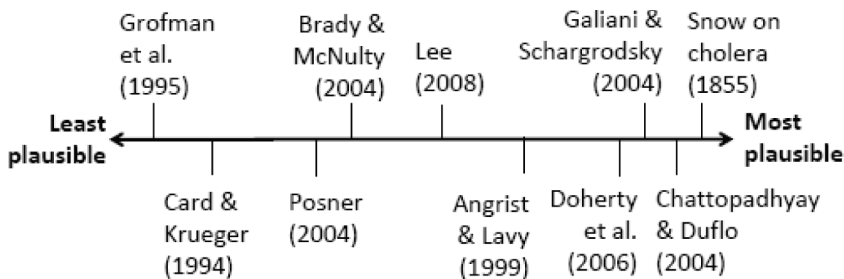 Grofman
et al.
(1995)
Brady &
McNulty
(2004)
Lee
(2008)
Galiani &
Schargrodsky
(2004)
Snow on
cholera
(1855)
Least
plausible
Most
plausible
Card &
Krueger
(1994)
Posner
(2004)
Angrist
& Lavy
(1999)
Doherty
et al.
(2006)
Chattopadhyay
& Duflo
(2004)